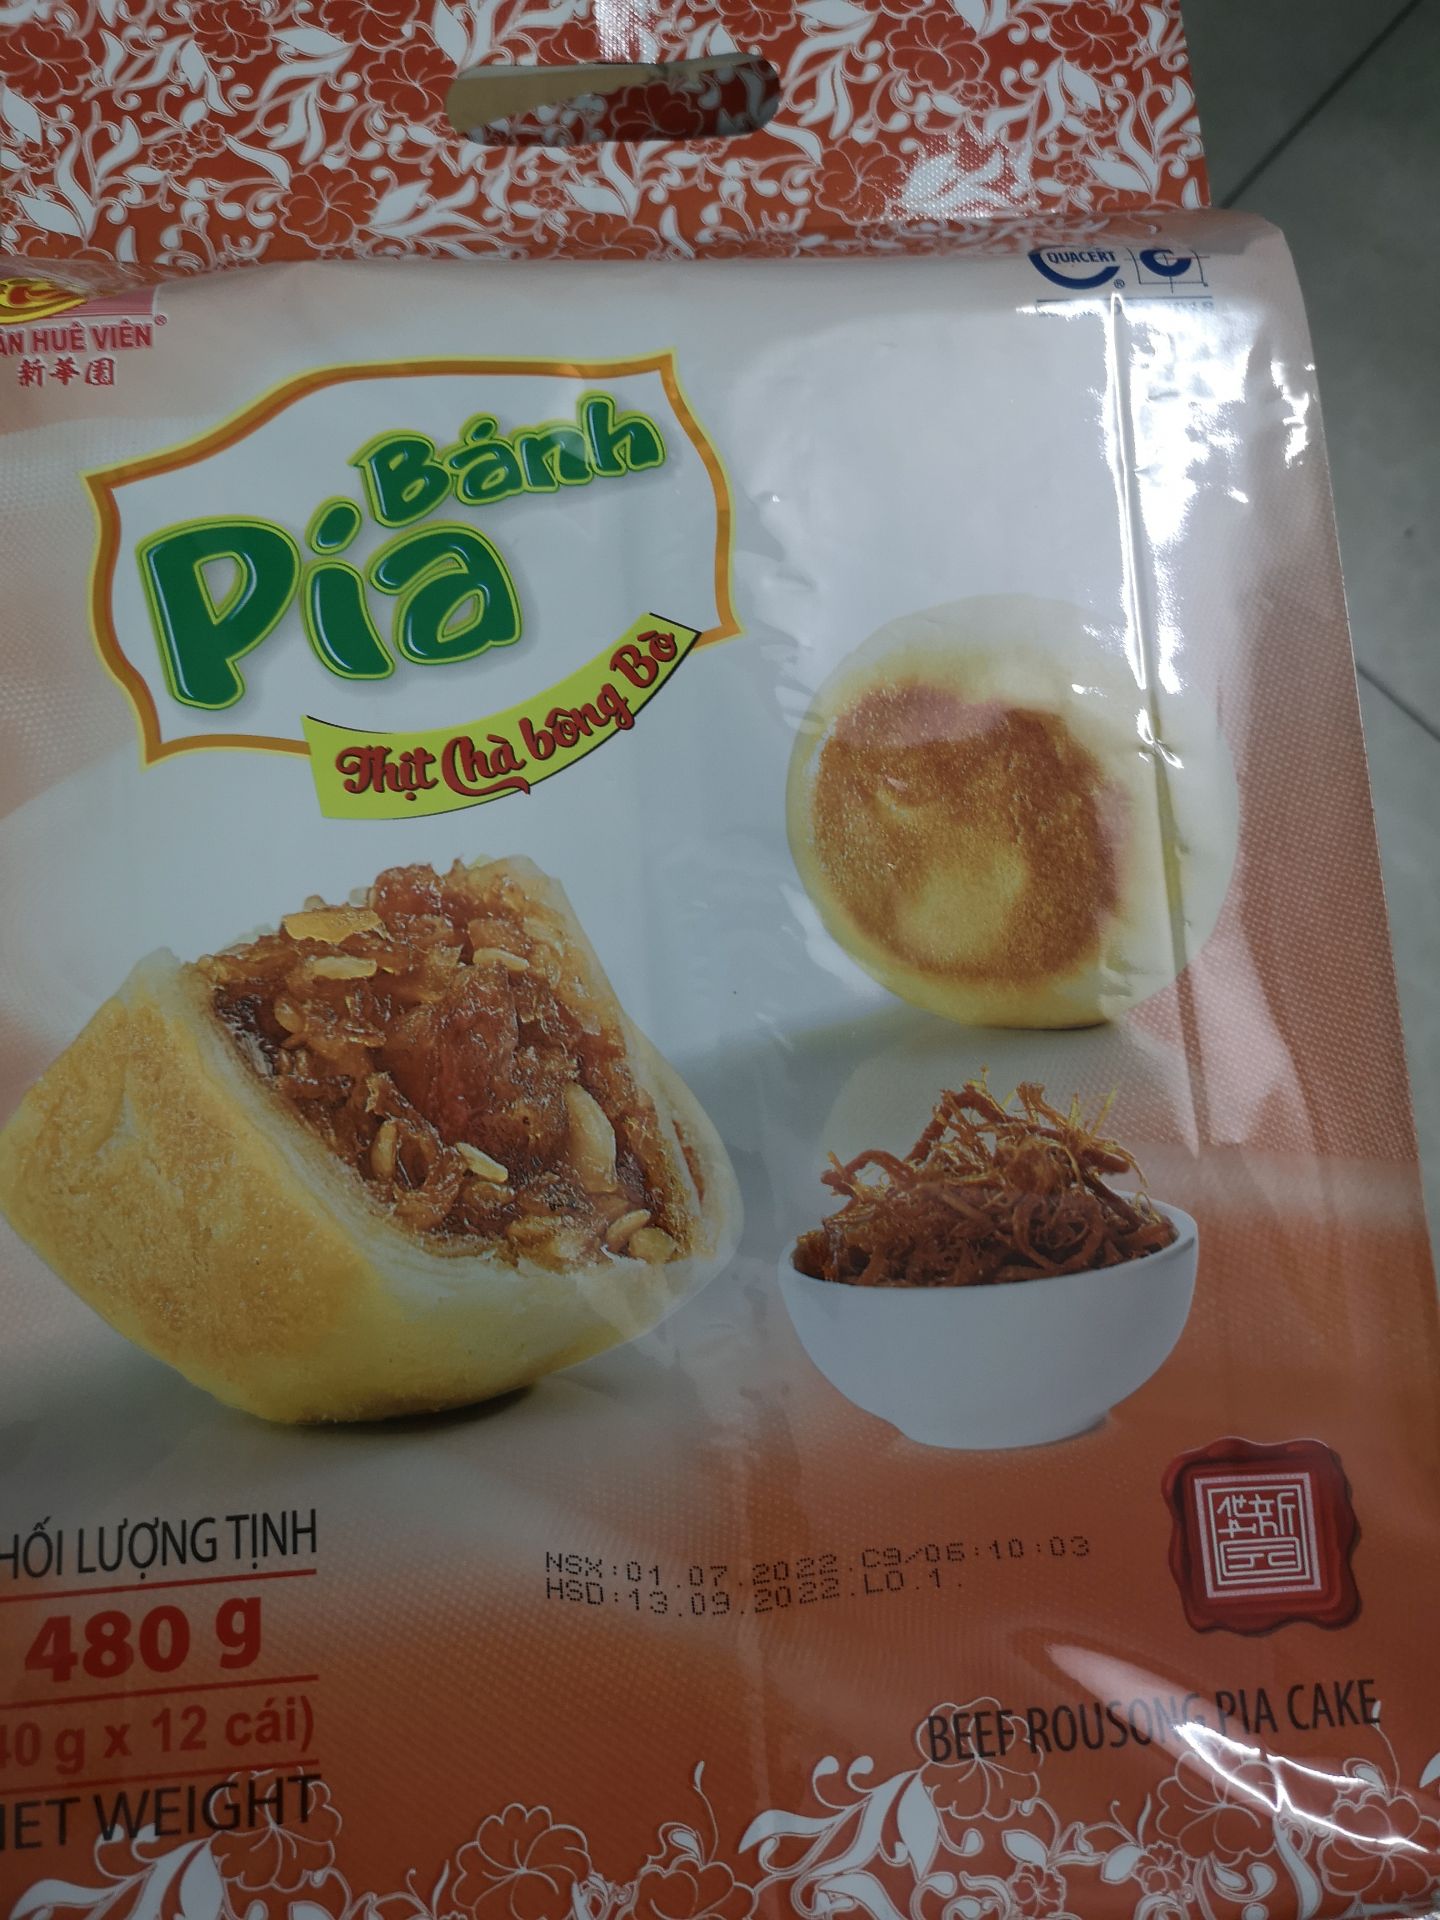 QUACERT
ÂN HUÊ VIÊN®
新華園
Bánh
Pía
Thịt Chà bông Bò
HỐI LƯỢNG TỊNH
480 g
40 g x 12 cái)
NET WEIGHT
NSX:01.07.2022.C9/06:10:03
HSD:13.09.2022.LO.1.
BEEF ROUSONG PIA CAKE